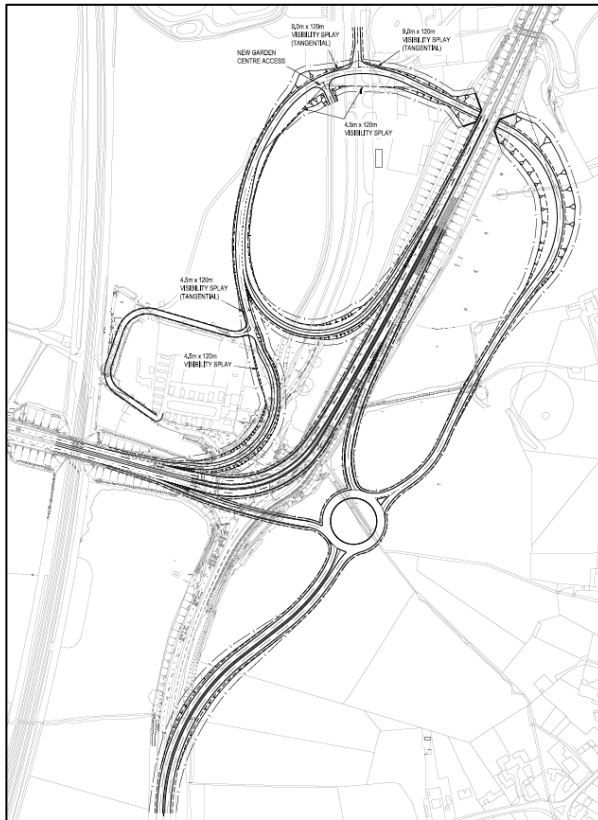 9.0m x 120m
VISIBILITY SPLAY
(TANGENTIAL)
9.0m x 120m
VISIBILITY SPLAY
(TANGENTIAL)
NEW GARDEN
CENTRE ACCESS
4.5m x 120m
VISIBILITY SPLAY
4.5m x 120m
VISIBILITY SPLAY
(TANGENTIAL)
4.5m x 120m
VISIBILITY SPLAY